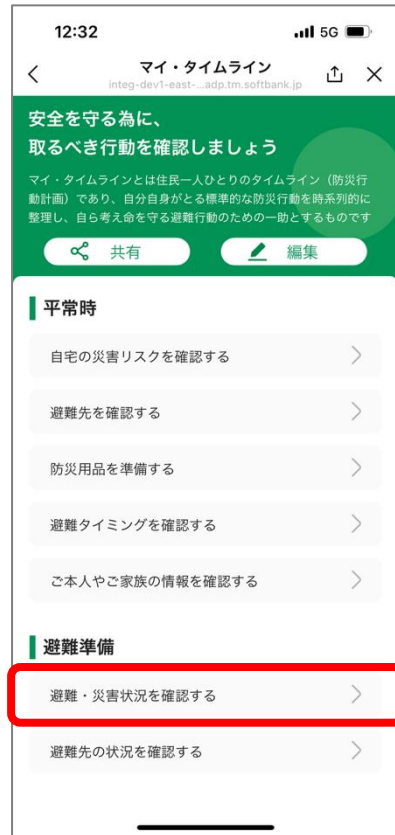 12:32
5G
マイ・タイムライン
integ-dev1-east-...adp.tm.softbank.jp
安全を守る為に、
取るべき行動を確認しましょう
マイ・タイムラインとは住民一人ひとりのタイムライン（防災行
動計画）であり、自分自身がとる標準的な防災行動を時系列的に
整理し、自ら考え命を守る避難行動のための一助とするものです
共有
編集
平常時
自宅の災害リスクを確認する
避難先を確認する
防災用品を準備する
避難タイミングを確認する
ご本人やご家族の情報を確認する
避難準備
避難・災害状況を確認する
避難先の状況を確認する